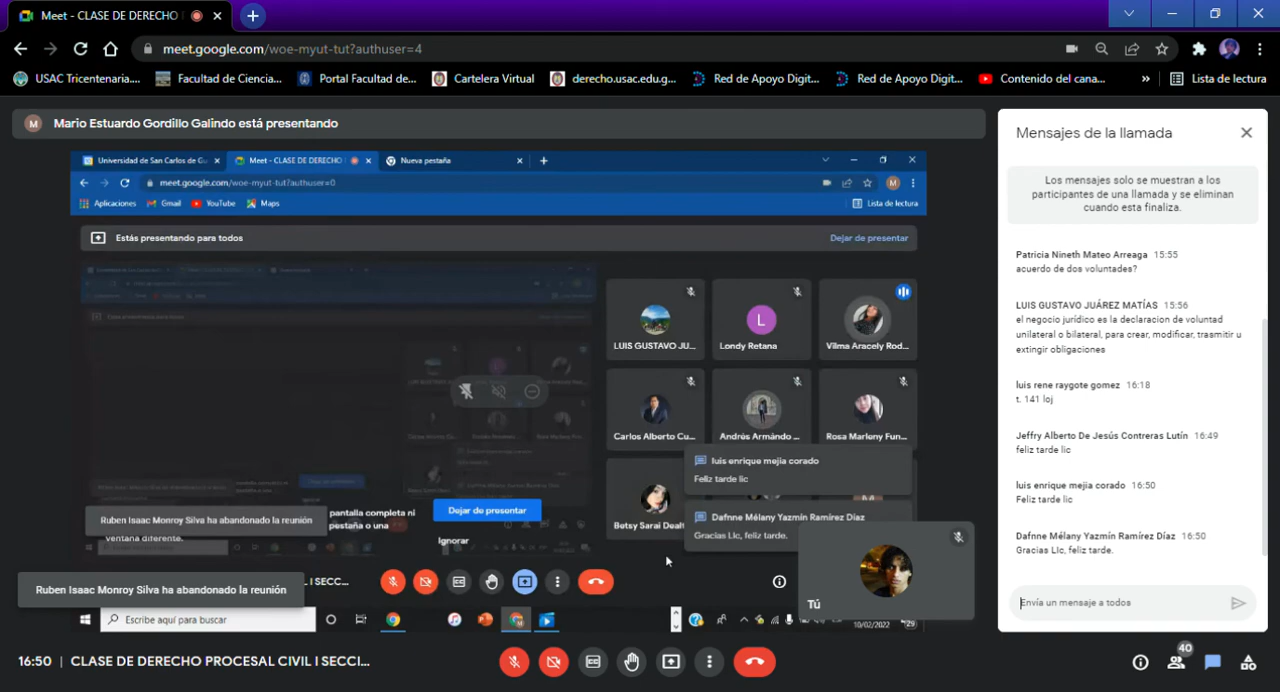 Meet - CLASE DE DERECHO
meet.google.com/woe-myut-tut?authuser=4
USAC Tricentenaria... Facultad de Ciencia... Portal Facultad de... Cartelera Virtual derecho.usac.edu.g... Red de Apoyo Digit... Red de Apoyo Digit... Contenido del cana... » Lista de lectura
M Mario Estuardo Gordillo Galindo está presentando
Universidad de San Carlos de Gu Meet - CLASE DE DERECHO Nueva pestaña
meet.google.com/woe-myut-tut?authuser=0 M
Aplicaciones Gmail YouTube Maps Lista de lectura
Estás presentando para todos Dejar de presentar
LUIS GUSTAVO JU...
L
Londy Retana
Vilma Aracely Rod...
Carlos Alberto Cu...
Andrés Armándo ...
Rosa Marleny Fun...
Betsy Sarai Dealt
luis enrique mejia corado
Feliz tarde lic
Dafnne Mélany Yazmín Ramírez Díaz
Gracias LIc, feliz tarde.
pantalla completa ni
pestaña o una
ventana diferente.
Dejar de presentar
Ignorar
Ruben Isaac Monroy Silva ha abandonado la reunión
Ruben Isaac Monroy Silva ha abandonado la reunión
I SECC...
Tú
Escribe aquí para buscar
10/02/2022
29
16:50 | CLASE DE DERECHO PROCESAL CIVIL I SECCI...
40
Mensajes de la llamada
Los mensajes solo se muestran a los
participantes de una llamada y se eliminan
cuando esta finaliza.
Patricia Nineth Mateo Arreaga 15:55
acuerdo de dos voluntades?
LUIS GUSTAVO JUÁREZ MATÍAS 15:56
el negocio jurídico es la declaracion de voluntad
unilateral o bilateral, para crear, modificar, trasmitir u
extingir obligaciones
luis rene raygote gomez 16:18
t. 141 loj
Jeffry Alberto De Jesús Contreras Lutín 16:49
feliz tarde lic
luis enrique mejia corado 16:50
Feliz tarde lic
Dafnne Mélany Yazmín Ramírez Díaz 16:50
Gracias LIc, feliz tarde.
Envía un mensaje a todos